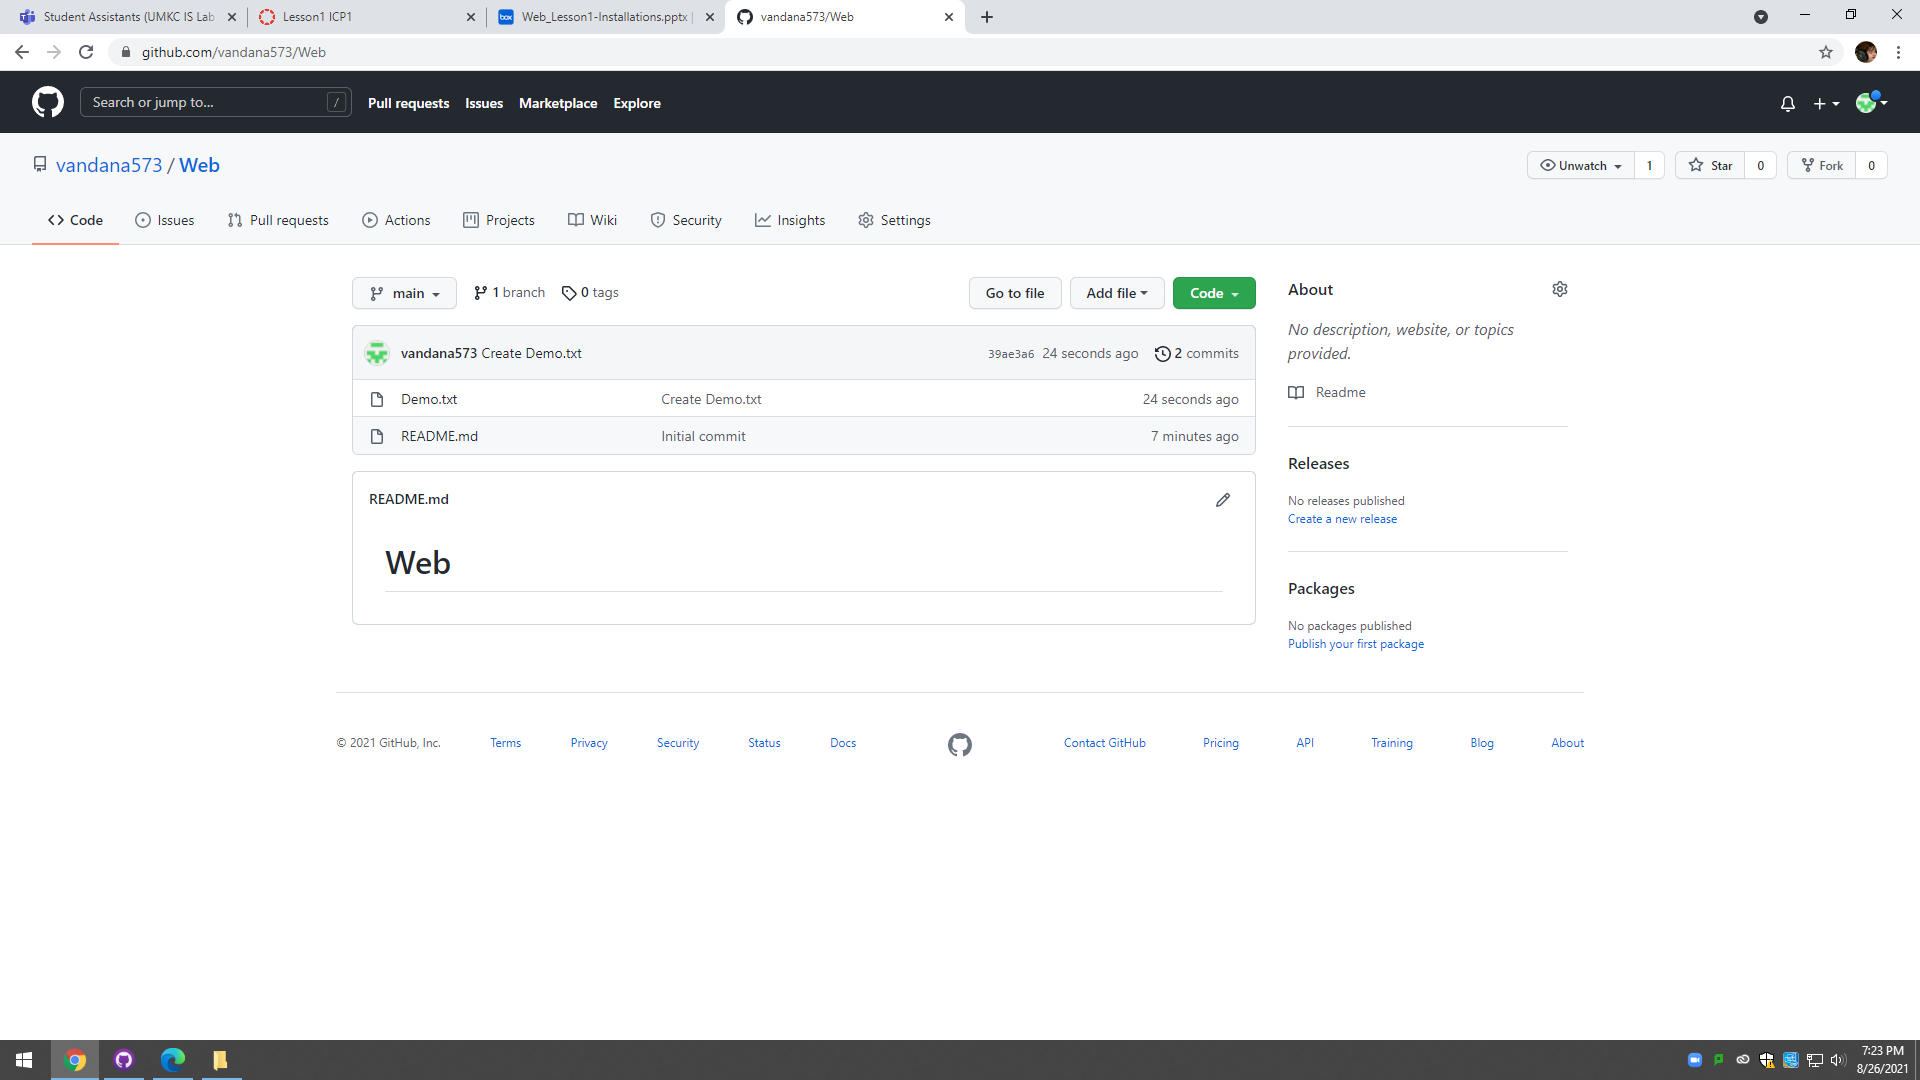 Student Assistants (UMKC IS Lab
Lesson1 ICP1
Web_Lesson1-Installations.pptx |
vandana573/Web
github.com/vandana573/Web
Search or jump to...
/
Pull requests
Issues
Marketplace
Explore
vandana573 / Web
Unwatch
1
Star
0
Fork
0
Code
Issues
Pull requests
Actions
Projects
Wiki
Security
Insights
Settings
main
1 branch
0 tags
Go to file
Add file
Code
vandana573 Create Demo.txt
39ae3a6
24 seconds ago
2 commits
Demo.txt
Create Demo.txt
24 seconds ago
README.md
Initial commit
7 minutes ago
README.md
Web
About
No description, website, or topics
provided.
Readme
Releases
No releases published
Create a new release
Packages
No packages published
Publish your first package
© 2021 GitHub, Inc.
Terms
Privacy
Security
Status
Docs
Contact GitHub
Pricing
API
Training
Blog
About
7:23 PM
8/26/2021